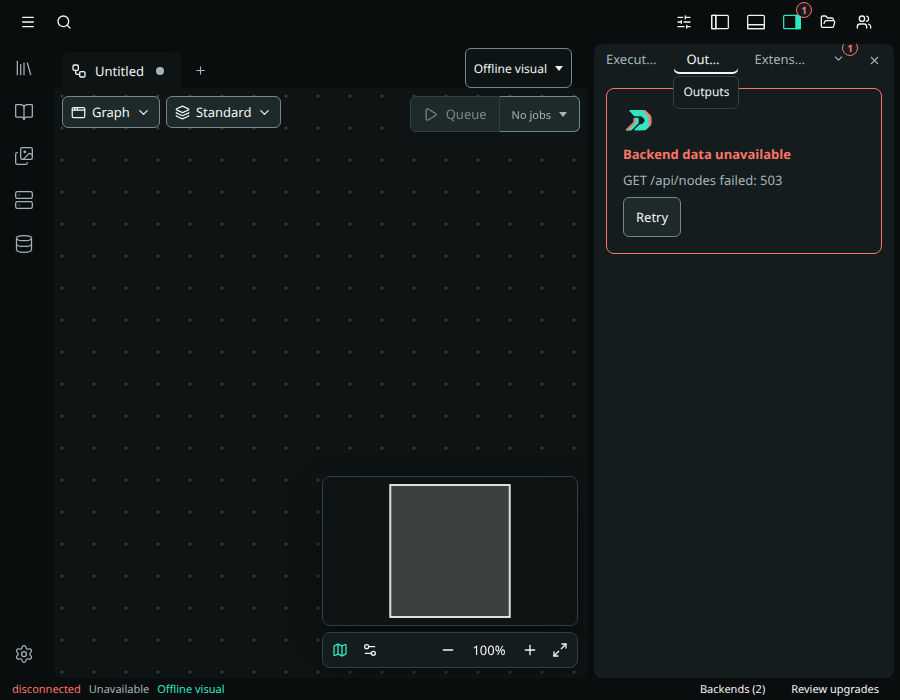 1
Untitled
Offline visual
Execut...
Out...
Extens...
1
Outputs
Graph
Standard
Queue
No jobs
Backend data unavailable
GET /api/nodes failed: 503
Retry
100%
disconnected Unavailable Offline visual
Backends (2) Review upgrades